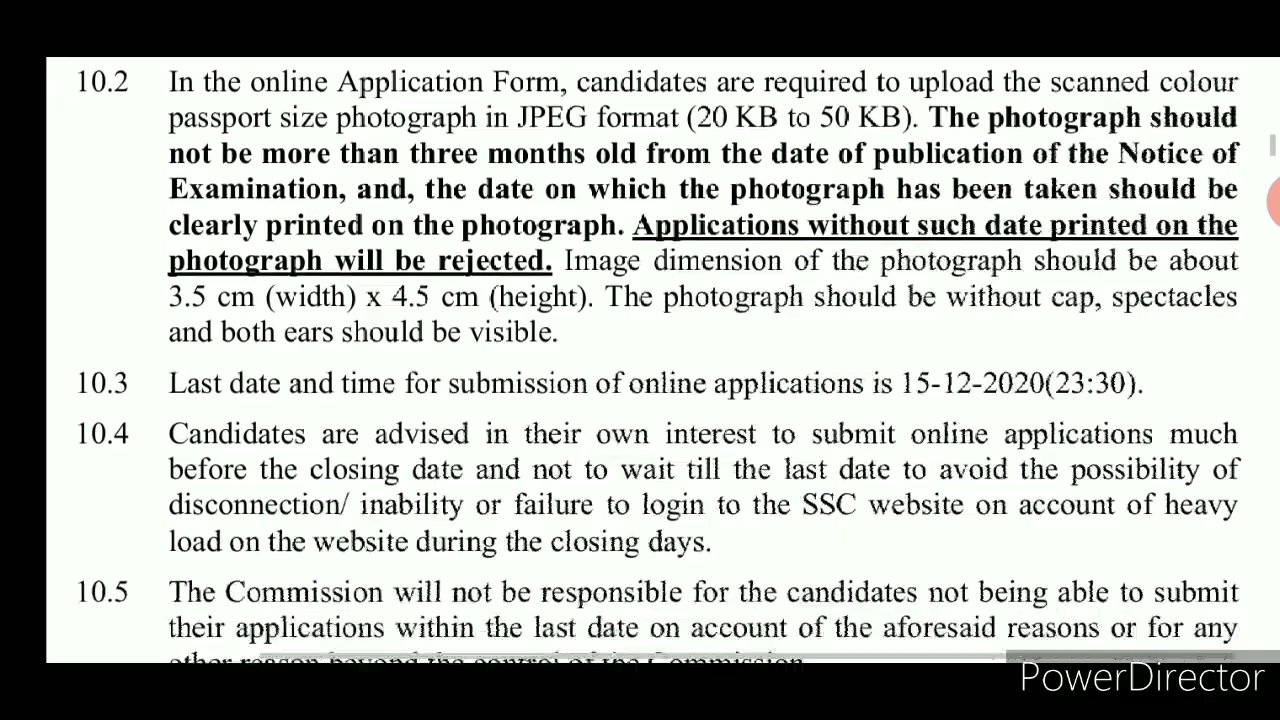 10.2 In the online Application Form, candidates are required to upload the scanned colour
passport size photograph in JPEG format (20 KB to 50 KB). The photograph should
not be more than three months old from the date of publication of the Notice of
Examination, and, the date on which the photograph has been taken should be
clearly printed on the photograph. Applications without such date printed on the
photograph will be rejected. Image dimension of the photograph should be about
3.5 cm (width) x 4.5 cm (height). The photograph should be without cap, spectacles
and both ears should be visible.
10.3 Last date and time for submission of online applications is 15-12-2020(23:30).
10.4 Candidates are advised in their own interest to submit online applications much
before the closing date and not to wait till the last date to avoid the possibility of
disconnection/ inability or failure to login to the SSC website on account of heavy
load on the website during the closing days.
10.5 The Commission will not be responsible for the candidates not being able to submit
their applications within the last date on account of the aforesaid reasons or for any
other reason beyond the control of the Commission.
PowerDirector